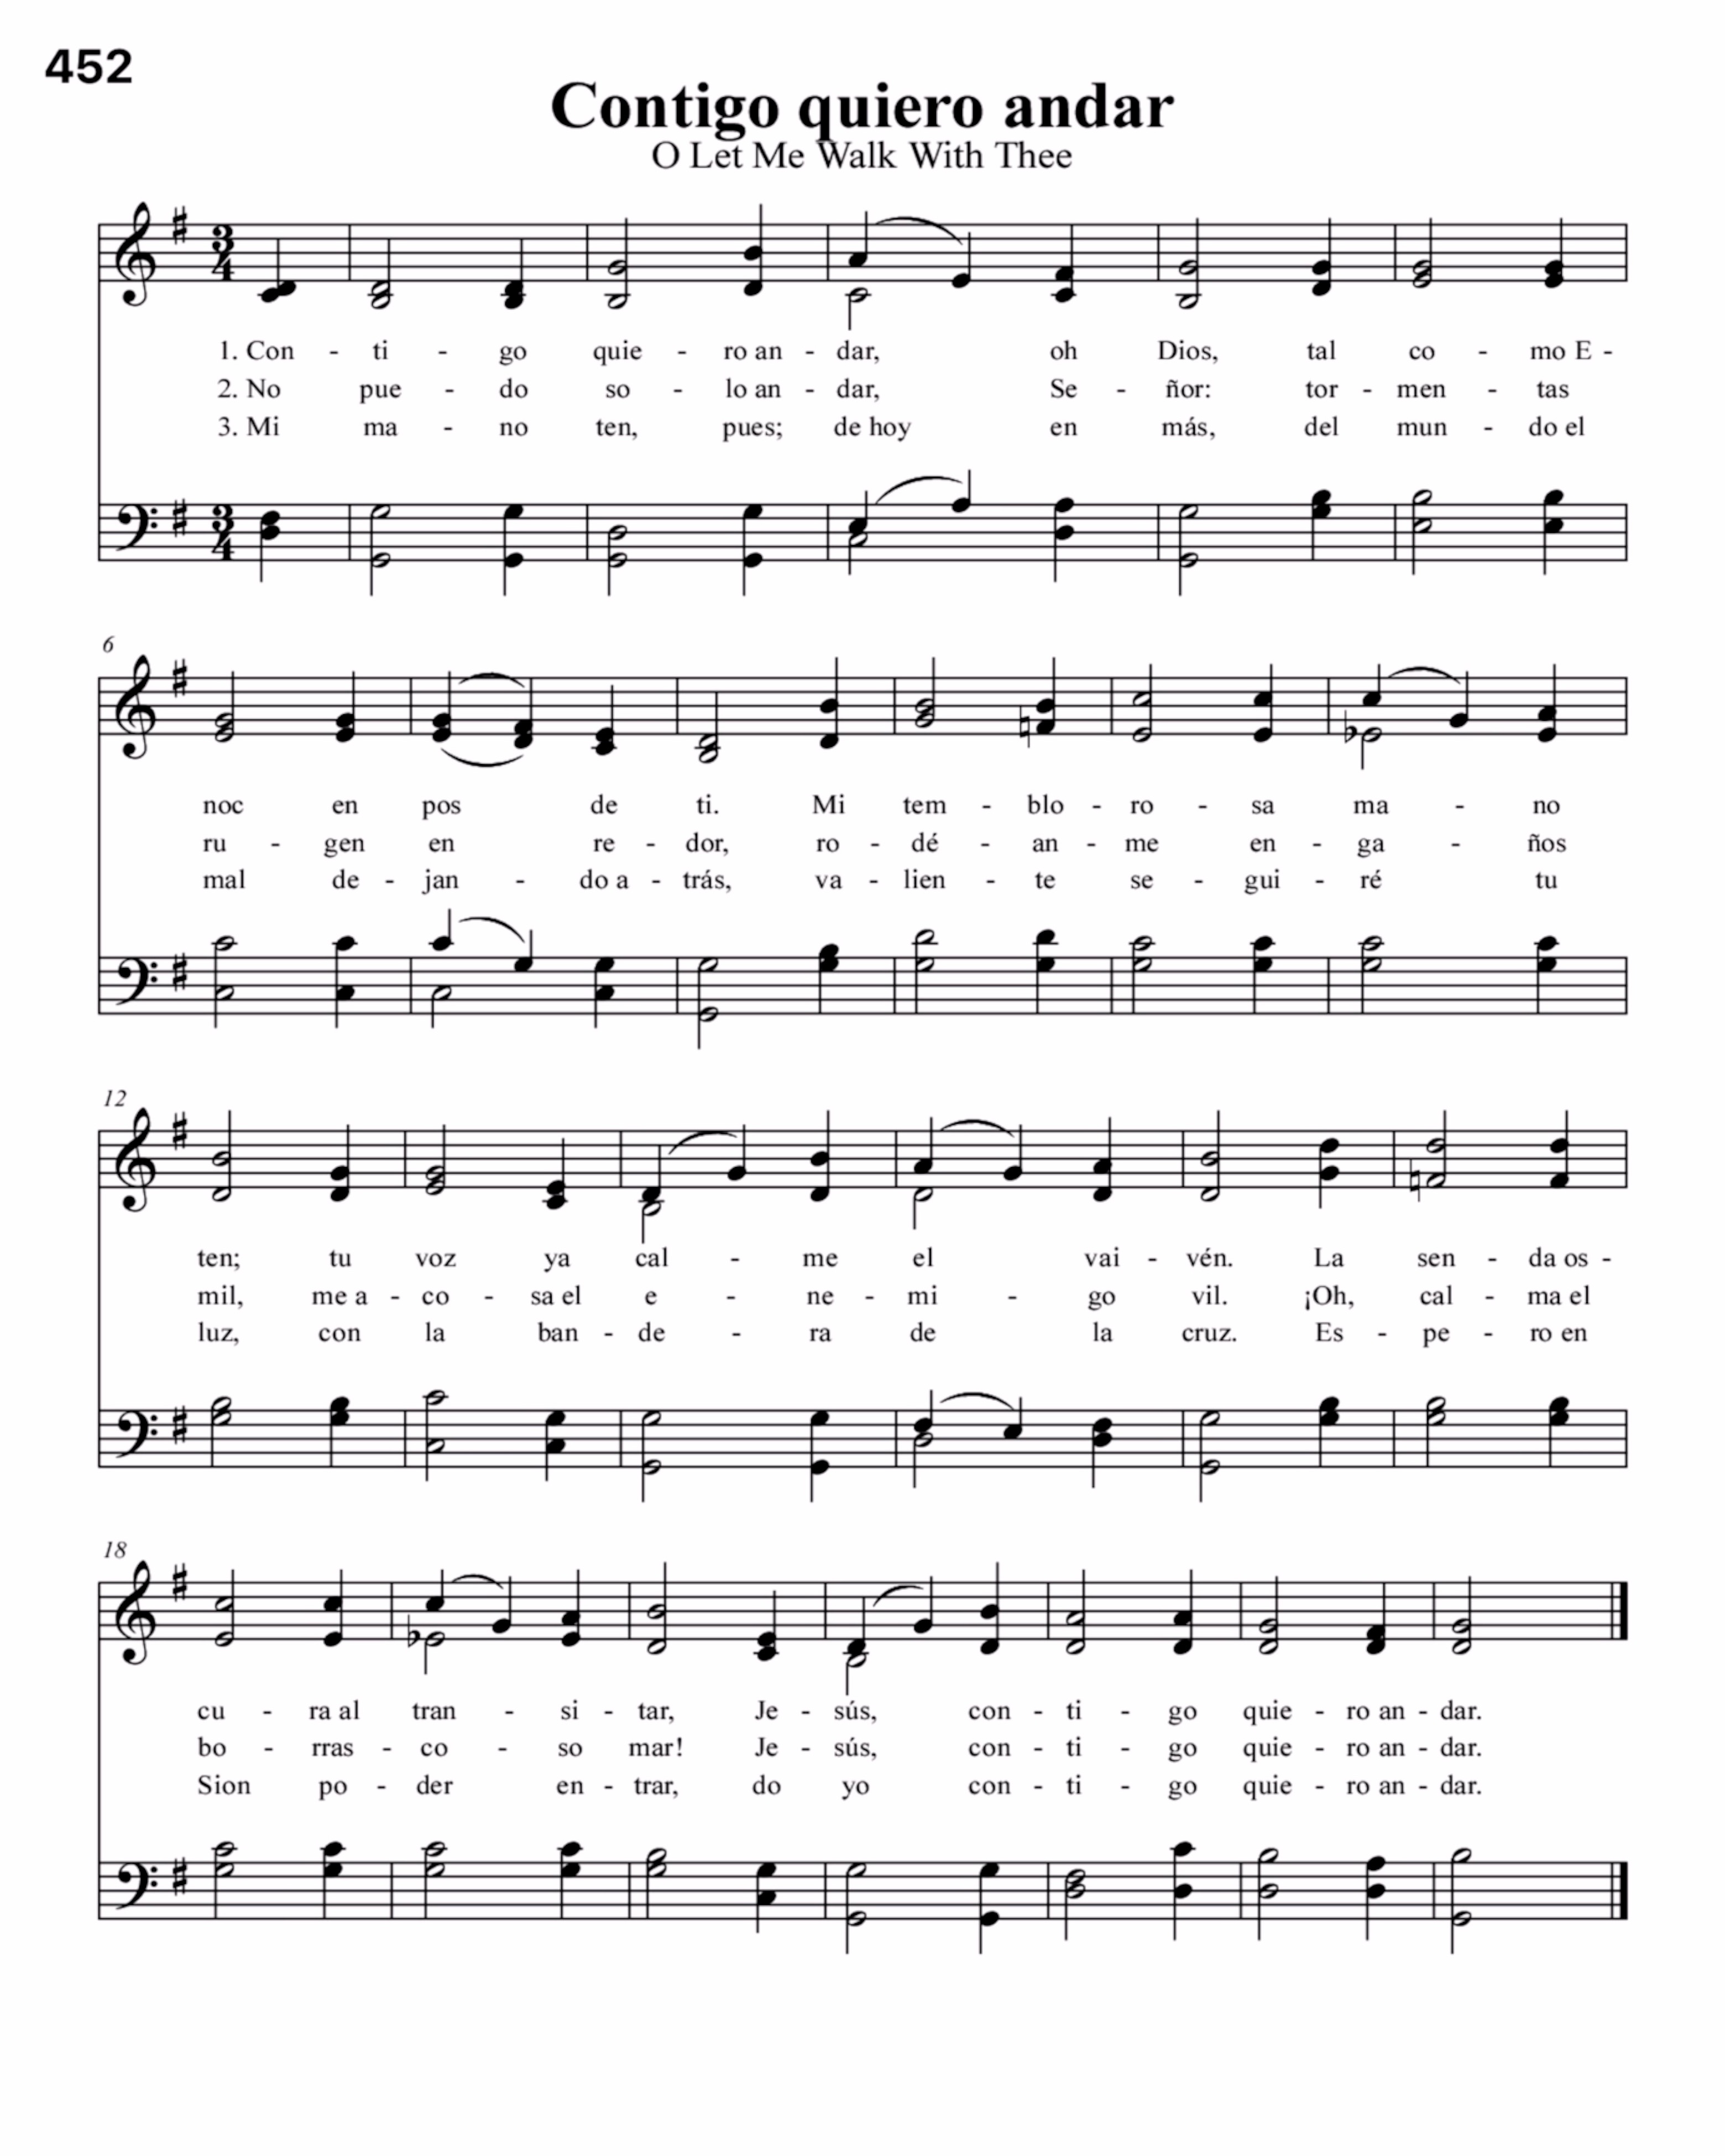 452
Contigo quiero andar
O Let Me Walk With Thee
3 4
1. Con - ti - go quie - ro an - dar, oh Dios, tal co - mo E -
2. No pue - do so - lo an - dar, Se - ñor: tor - men - tas
3. Mi ma - no ten, pues; de hoy en más, del mun - do el
3 4
6
noc en pos de ti. Mi tem - blo - ro - sa ma - no
ru - gen en re - dor, ro - dé - an - me en - ga - ños
mal de - jan - do a - trás, va - lien - te se - gui - ré tu
12
ten; tu voz ya cal - me el vai - vén. La sen - da os -
mil, me a - co - sa el e - ne - mi - go vil. ¡Oh, cal - ma el
luz, con la ban - de - ra de la cruz. Es - pe - ro en
18
cu - ra al tran - si - tar, Je - sús, con - ti - go quie - ro an - dar.
bo - rras - co - so mar! Je - sús, con - ti - go quie - ro an - dar.
Sion po - der en - trar, do yo con - ti - go quie - ro an - dar.